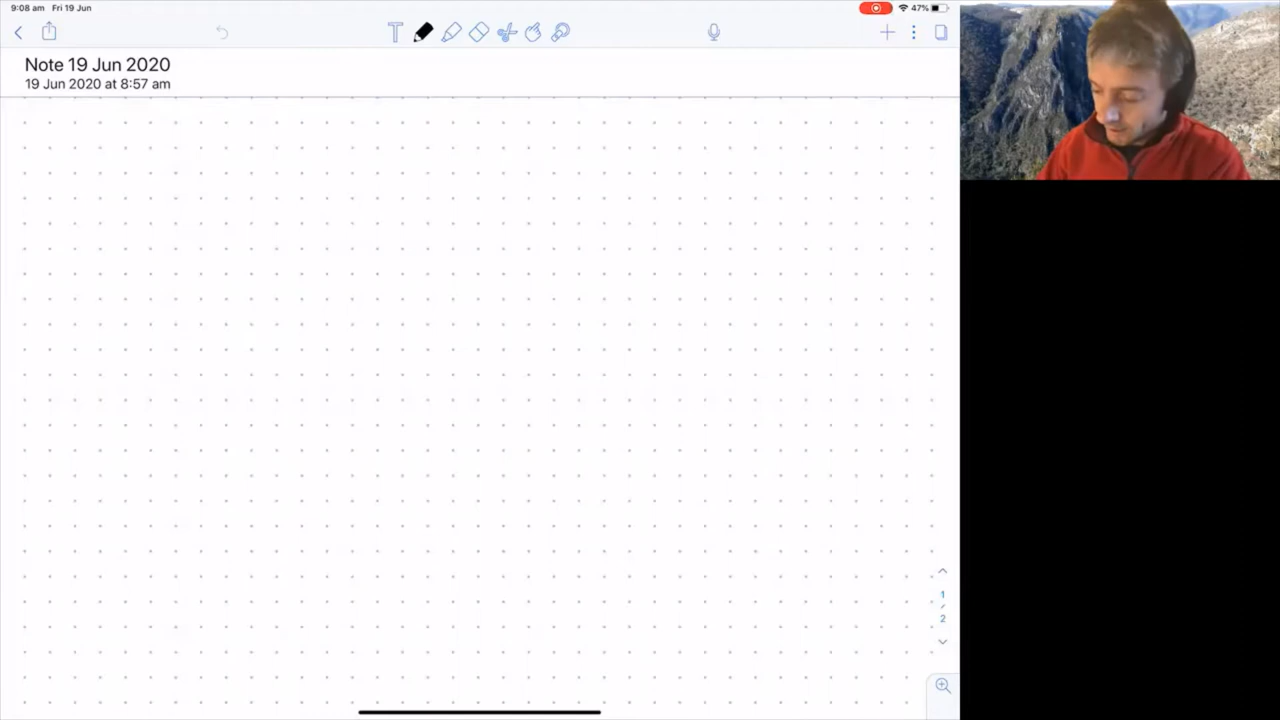 9:08 am Fri 19 Jun
47%
T
Note 19 Jun 2020
19 Jun 2020 at 8:57 am
1
/
2